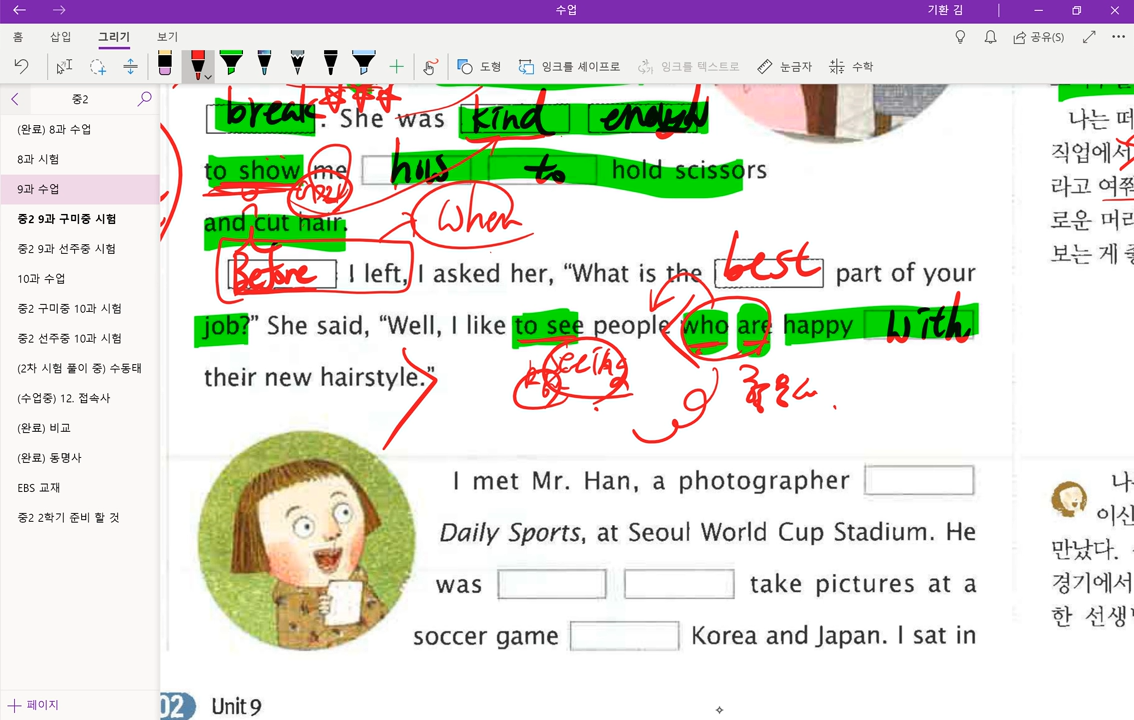 수업
기환 김
홈
삽입
그리기
보기
공유(S)
도형
잉크를 셰이프로
잉크를 텍스트로
눈금자
수학
중2
(완료) 8과 수업
8과 시험
9과 수업
중2 9과 구미중 시험
중2 9과 선주중 시험
10과 수업
중2 구미중 10과 시험
중2 선주중 10과 시험
(2차 시험 풀이 중) 수동태
(수업중) 12. 접속사
(완료) 비교
(완료) 동명사
EBS 교재
중2 2학기 준비 할 것
페이지
break. She was kind enough
to show me how to hold scissors
and cut hair.
when
Before I left, I asked her, “What is the best part of your
job?” She said, “Well, I like to see people who are happy with
seeing
their new hairstyle.”
I met Mr. Han, a photographer
Daily Sports, at Seoul World Cup Stadium. He
was take pictures at a
soccer game Korea and Japan. I sat in
02 Unit 9
나는 떠
직업에서
라고 여쭈
로운 머리
보는 게 좋
나
이신
만났다.
경기에서
한 선생